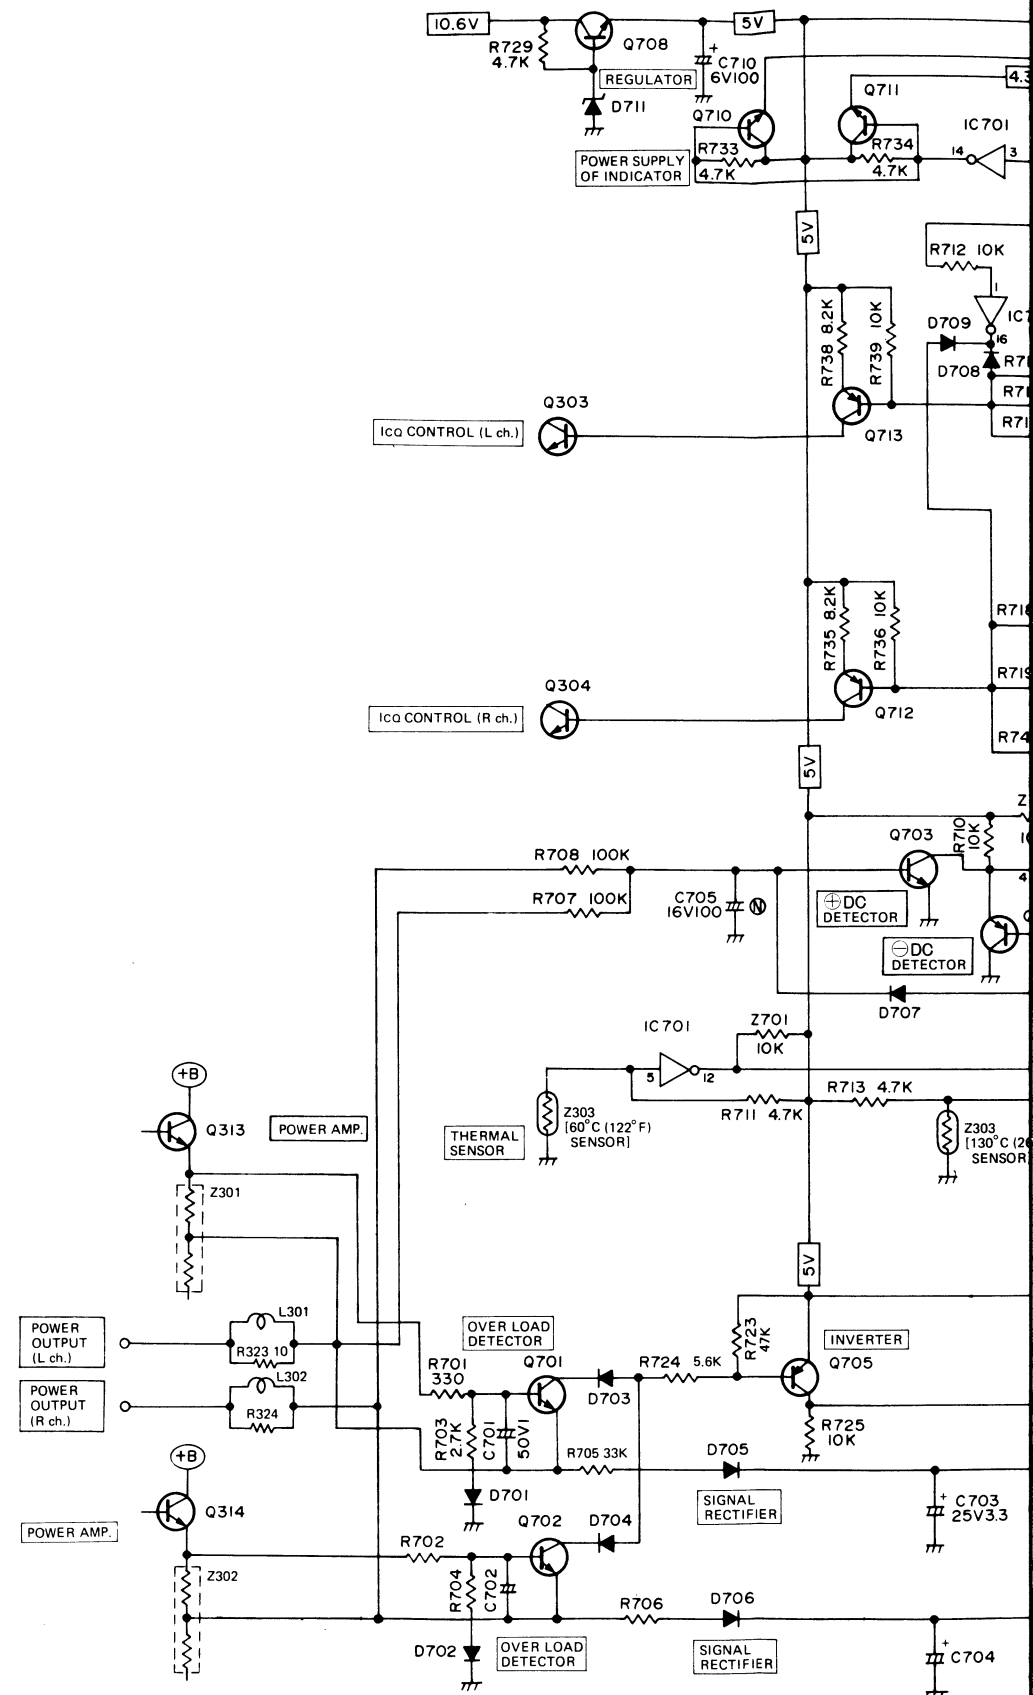 10.6V
5V
R729
4.7K
Q708
+
C710
6V100
REGULATOR
D711
Q711
Q710
IC701
R733
4.7K
R734
4.7K
14
3
POWER SUPPLY
OF INDICATOR
5V
R712 10K
1
D709
16
D708
R738 8.2K
R739 10K
Q303
ICQ CONTROL (L ch.)
Q713
R735 8.2K
R736 10K
Q304
ICQ CONTROL (R ch.)
Q712
5V
Q703
R710
10K
R708 100K
R707 100K
C705
16V100
N
4
⊕DC
DETECTOR
⊖DC
DETECTOR
D707
IC701
Z701
10K
5
12
R711 4.7K
R713 4.7K
+B
Q313
POWER AMP.
THERMAL
SENSOR
Z303
[60°C (122°F)
SENSOR]
Z303
[130°C
SENSOR
Z301
5V
L301
POWER
OUTPUT
(L ch.)
R323 10
OVER LOAD
DETECTOR
R723
47K
INVERTER
L302
R701
330
Q701
R724 5.6K
Q705
D703
POWER
OUTPUT
(R ch.)
R324
R703
2.7K
C701
50V1
R725
10K
+B
R705 33K
D705
D701
SIGNAL
RECTIFIER
+
C703
25V3.3
Q314
POWER AMP.
Q702
D704
R702
Z302
R704
C702
R706
D706
D702
OVER LOAD
DETECTOR
SIGNAL
RECTIFIER
+
C704